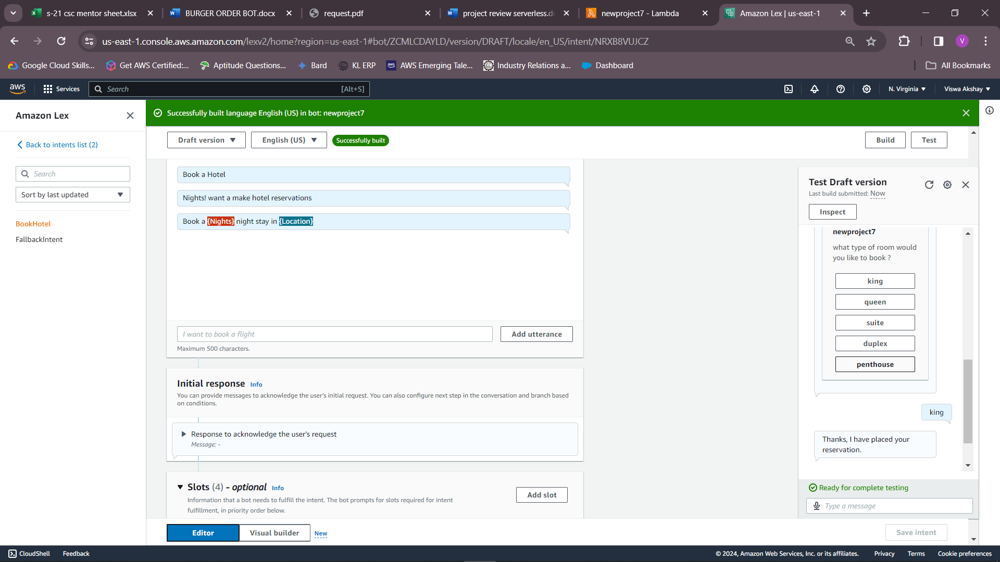 s-21 csc mentor sheet.xlsx
BURGER ORDER BOT.docx
request.pdf
project review serverless.do
newproject7 - Lambda
Amazon Lex | us-east-1
us-east-1.console.aws.amazon.com/lexv2/home?region=us-east-1#bot/ZCMLCDAYLD/version/DRAFT/locale/en_US/intent/NRXB8VUJCZ
V
Google Cloud Skills...
Get AWS Certified:...
Aptitude Questions...
Bard
KL ERP
AWS Emerging Tale...
Industry Relations a...
Dashboard
All Bookmarks
aws
Services
Search
[Alt+S]
N. Virginia
Viswa Akshay
Amazon Lex
Back to intents list (2)
Search
Sort by last updated
BookHotel
FallbackIntent
Successfully built language English (US) in bot: newproject7
Draft version
English (US)
Successfully built
Build
Test
Book a Hotel
Nights! want a make hotel reservations
Book a {Nights} night stay in {Location}
I want to book a flight
Add utterance
Maximum 500 characters.
Initial response Info
You can provide messages to acknowledge the user's initial request. You can also configure next step in the conversation and branch based
on conditions.
Response to acknowledge the user's request
Message: -
Slots (4) - optional Info
Add slot
Information that a bot needs to fulfill the intent. The bot prompts for slots required for intent
fulfillment, in priority order below.
Editor
Visual builder
New
Save intent
Test Draft version
Last build submitted: Now
Inspect
newproject7
what type of room would
you like to book ?
king
queen
suite
duplex
penthouse
king
Thanks, I have placed your
reservation.
Ready for complete testing
Type a message
CloudShell
Feedback
© 2024, Amazon Web Services, Inc. or its affiliates.
Privacy
Terms
Cookie preferences